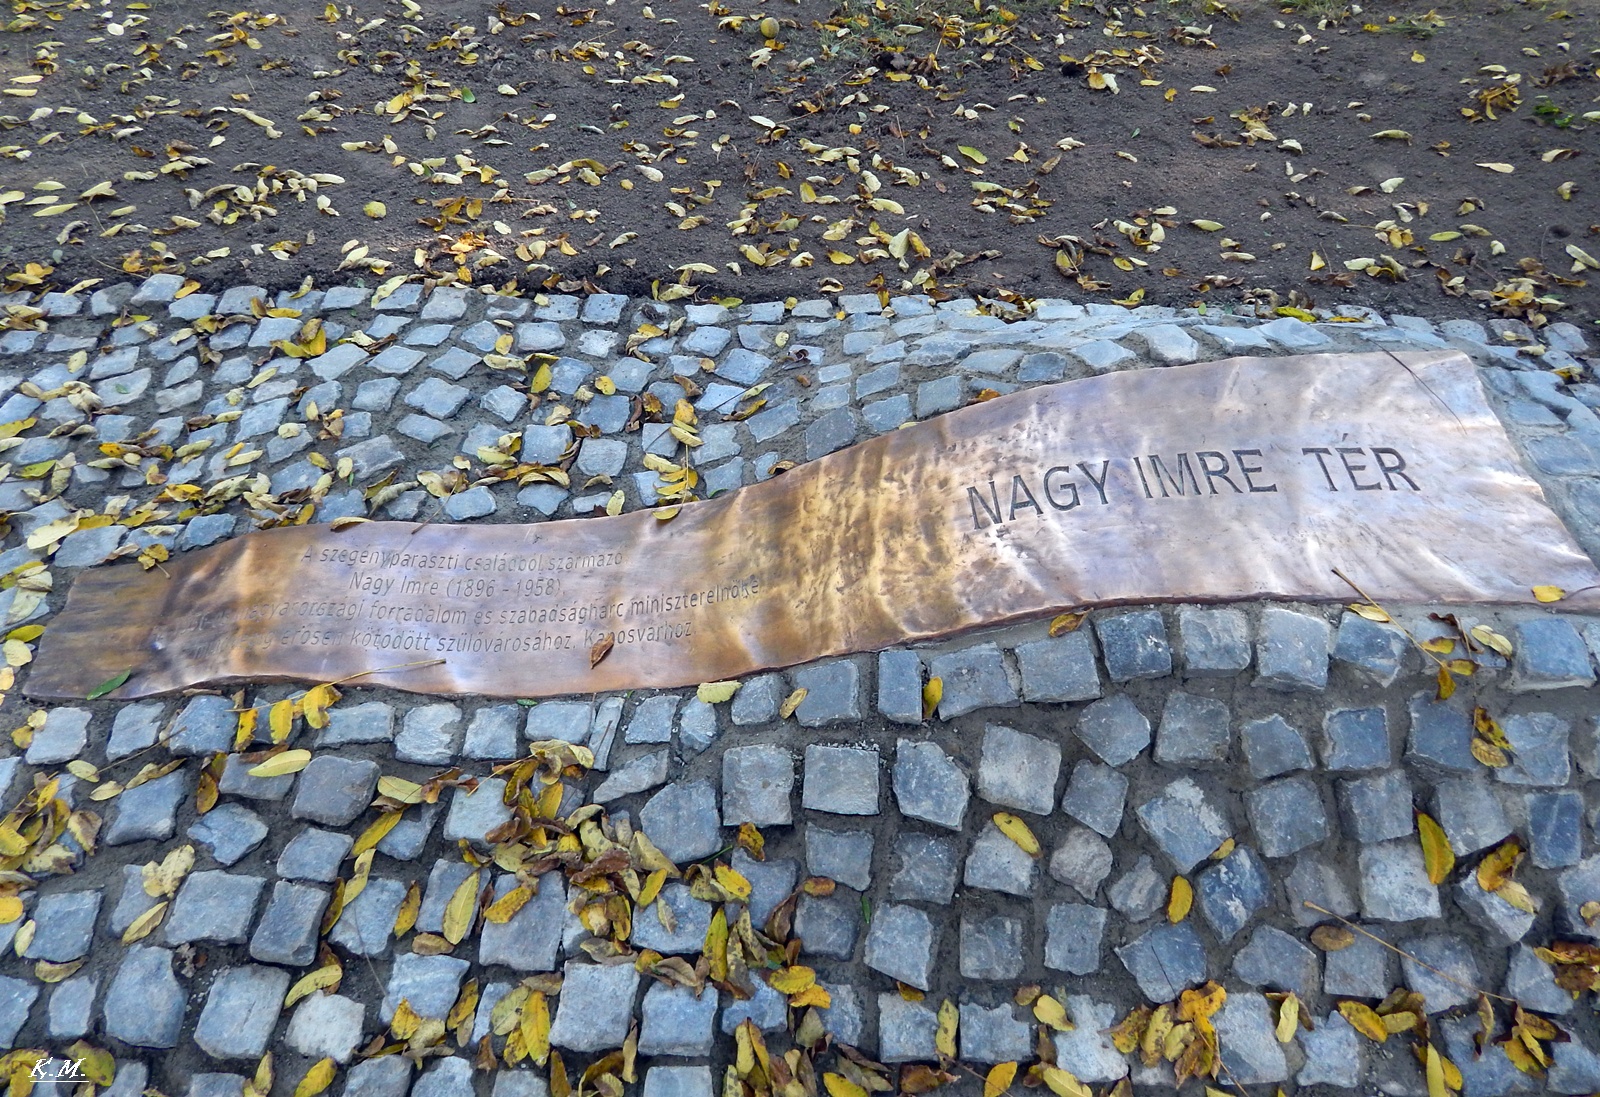 NAGY IMRE TÉR
A szegényparaszti családból származó
Nagy Imre (1896 - 1958),
magyarországi forradalom és szabadságharc miniszterelnöke
erősen kötődött szülővárosához, Kaposvárhoz
K.M.